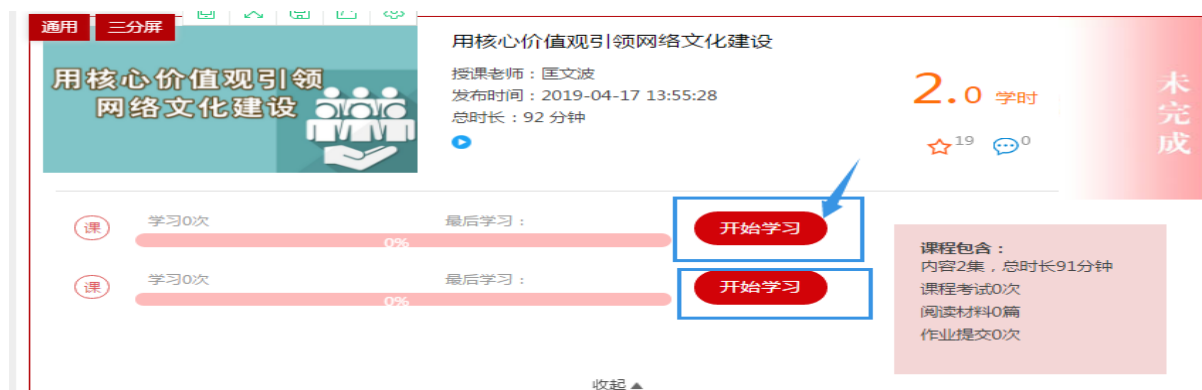 通用 三分屏
用核心价值观引领
网络文化建设
用核心价值观引领网络文化建设
授课老师：匡文波
发布时间：2019-04-17 13:55:28
总时长：92 分钟
2.0 学时
19 0
未完成
课 学习0次 最后学习：
0%
开始学习
课 学习0次 最后学习：
0%
开始学习
课程包含：
内容2集，总时长91分钟
课程考试0次
阅读材料0篇
作业提交0次
收起▲